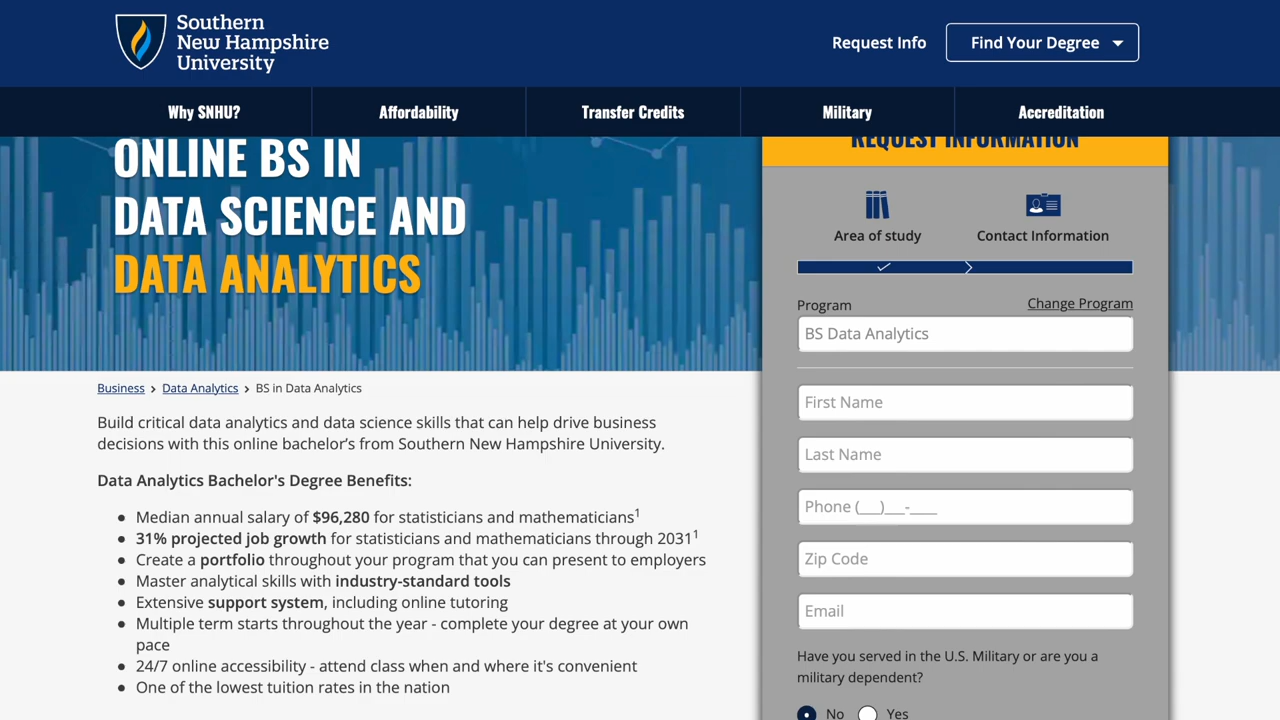 Southern
New Hampshire
University
Request Info
Find Your Degree
Why SNHU?
Affordability
Transfer Credits
Military
Accreditation
ONLINE BS IN
DATA SCIENCE AND
DATA ANALYTICS
REQUEST INFORMATION
Area of study
Contact Information
Program
Change Program
BS Data Analytics
First Name
Last Name
Phone (___)___-____
Zip Code
Email
Have you served in the U.S. Military or are you a
military dependent?
No
Yes
Business > Data Analytics > BS in Data Analytics
Build critical data analytics and data science skills that can help drive business
decisions with this online bachelor’s from Southern New Hampshire University.
Data Analytics Bachelor's Degree Benefits:
• Median annual salary of $96,280 for statisticians and mathematicians1
• 31% projected job growth for statisticians and mathematicians through 20311
• Create a portfolio throughout your program that you can present to employers
• Master analytical skills with industry-standard tools
• Extensive support system, including online tutoring
• Multiple term starts throughout the year - complete your degree at your own
pace
• 24/7 online accessibility - attend class when and where it's convenient
• One of the lowest tuition rates in the nation